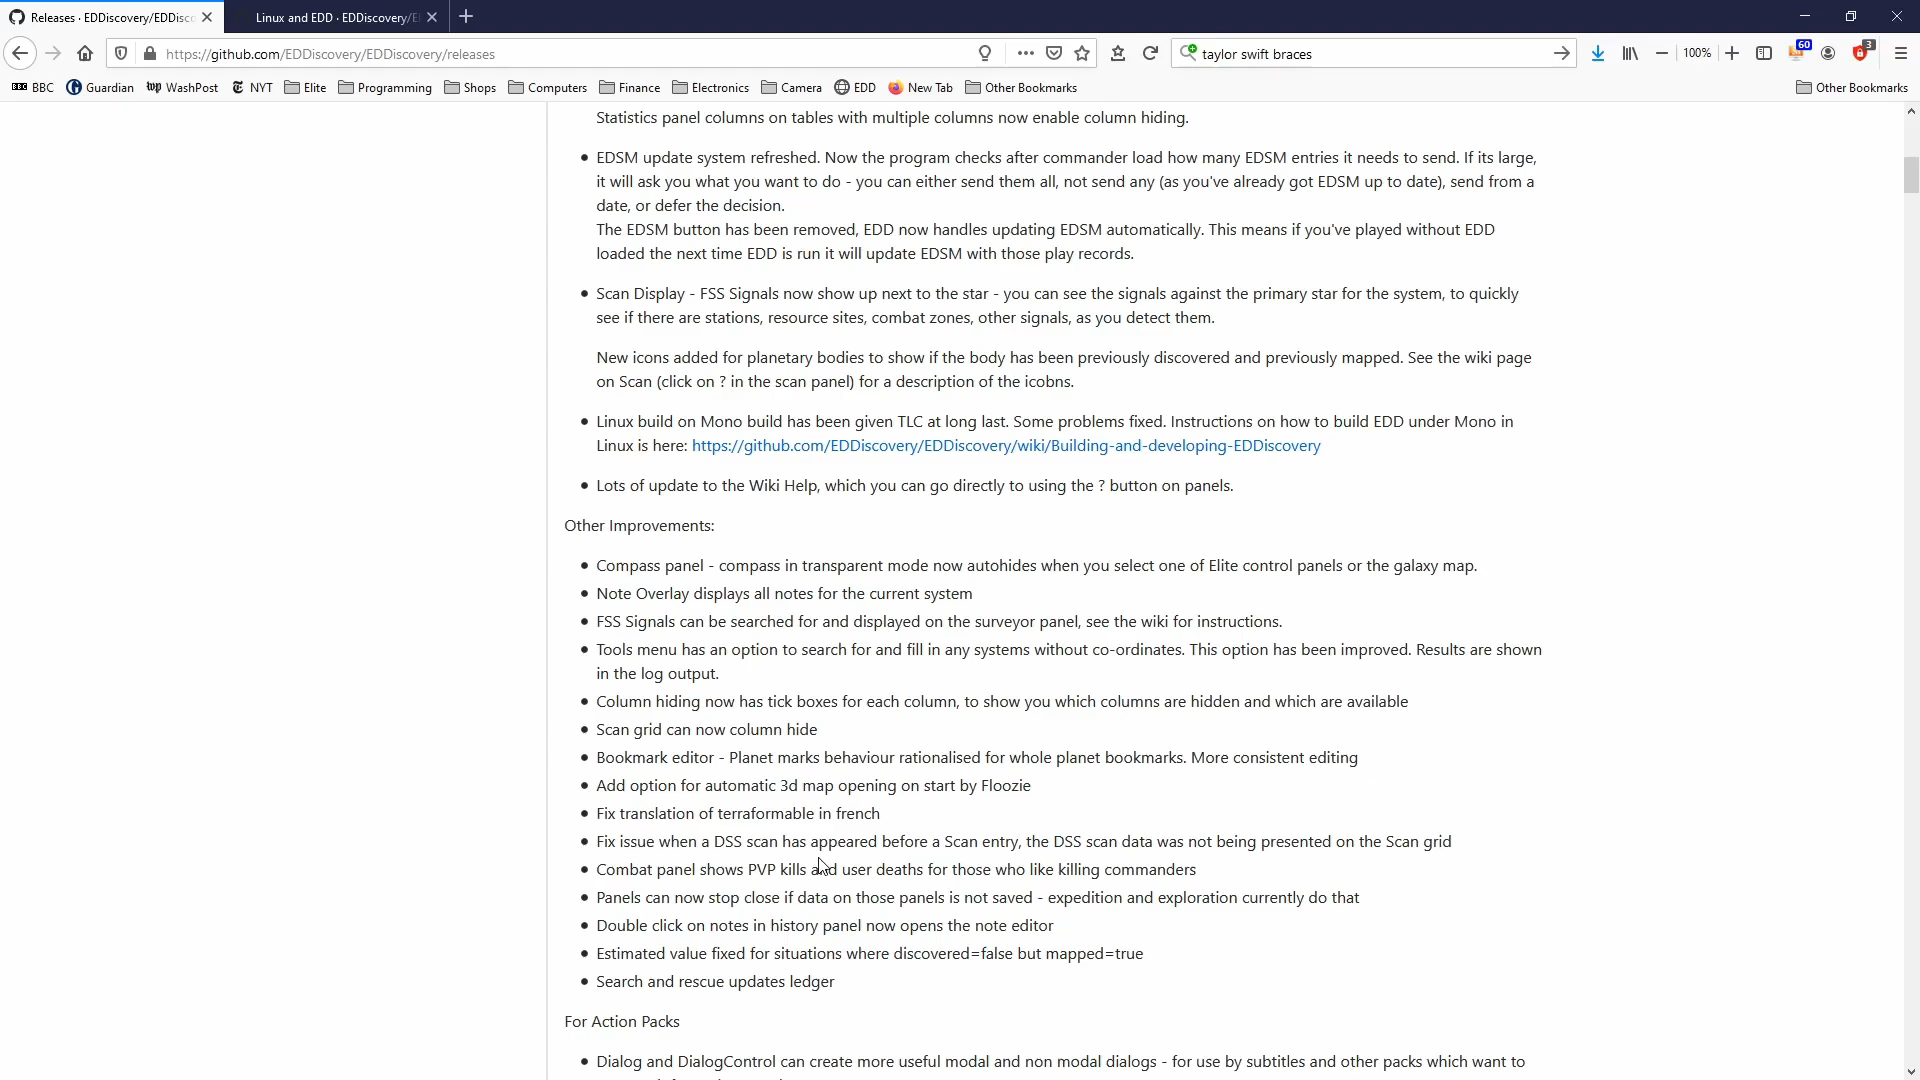 Releases · EDDiscovery/EDDisco
Linux and EDD · EDDiscovery/E
https://github.com/EDDiscovery/EDDiscovery/releases
taylor swift braces
100%
60
3
BBC BBC
Guardian
wp WashPost
NYT
Elite
Programming
Shops
Computers
Finance
Electronics
Camera
EDD
New Tab
Other Bookmarks
Other Bookmarks
Statistics panel columns on tables with multiple columns now enable column hiding.
• EDSM update system refreshed. Now the program checks after commander load how many EDSM entries it needs to send. If its large,
it will ask you what you want to do - you can either send them all, not send any (as you've already got EDSM up to date), send from a
date, or defer the decision.
The EDSM button has been removed, EDD now handles updating EDSM automatically. This means if you've played without EDD
loaded the next time EDD is run it will update EDSM with those play records.
• Scan Display - FSS Signals now show up next to the star - you can see the signals against the primary star for the system, to quickly
see if there are stations, resource sites, combat zones, other signals, as you detect them.
New icons added for planetary bodies to show if the body has been previously discovered and previously mapped. See the wiki page
on Scan (click on ? in the scan panel) for a description of the icobns.
• Linux build on Mono build has been given TLC at long last. Some problems fixed. Instructions on how to build EDD under Mono in
Linux is here: https://github.com/EDDiscovery/EDDiscovery/wiki/Building-and-developing-EDDiscovery
• Lots of update to the Wiki Help, which you can go directly to using the ? button on panels.
Other Improvements:
• Compass panel - compass in transparent mode now autohides when you select one of Elite control panels or the galaxy map.
• Note Overlay displays all notes for the current system
• FSS Signals can be searched for and displayed on the surveyor panel, see the wiki for instructions.
• Tools menu has an option to search for and fill in any systems without co-ordinates. This option has been improved. Results are shown
in the log output.
• Column hiding now has tick boxes for each column, to show you which columns are hidden and which are available
• Scan grid can now column hide
• Bookmark editor - Planet marks behaviour rationalised for whole planet bookmarks. More consistent editing
• Add option for automatic 3d map opening on start by Floozie
• Fix translation of terraformable in french
• Fix issue when a DSS scan has appeared before a Scan entry, the DSS scan data was not being presented on the Scan grid
• Combat panel shows PVP kills and user deaths for those who like killing commanders
• Panels can now stop close if data on those panels is not saved - expedition and exploration currently do that
• Double click on notes in history panel now opens the note editor
• Estimated value fixed for situations where discovered=false but mapped=true
• Search and rescue updates ledger
For Action Packs
• Dialog and DialogControl can create more useful modal and non modal dialogs - for use by subtitles and other packs which want to